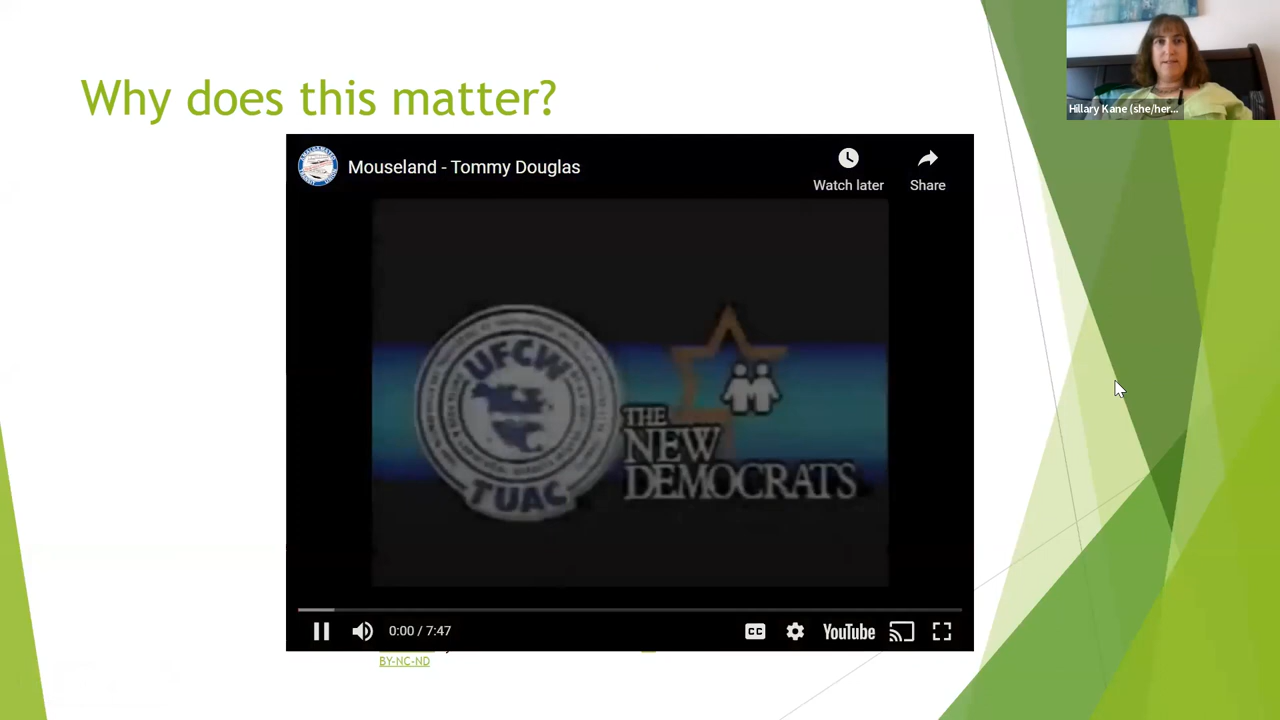 Why does this matter?
Hillary Kane (she/her...
Mouseland - Tommy Douglas
Watch later
Share
UFCW
TUAC
THE
NEW
DEMOCRATS
0:00 / 7:47
CC
YouTube
BY-NC-ND